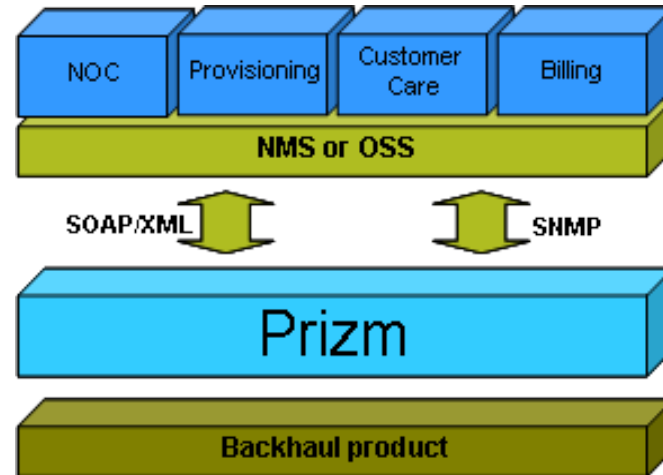 NOC
Provisioning
Customer
Care
Billing
NMS or OSS
SOAP/XML
SNMP
Prizm
Backhaul product